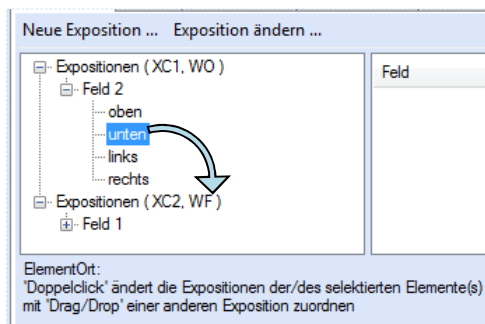 Neue Exposition ... Exposition ändern ...
Expositionen ( XC1, WO )
Feld 2
oben
unten
links
rechts
Expositionen ( XC2, WF )
Feld 1
Feld
ElementOrt:
'Doppelclick' ändert die Expositionen der/des selektierten Elemente(s)
mit 'Drag/Drop' einer anderen Exposition zuordnen